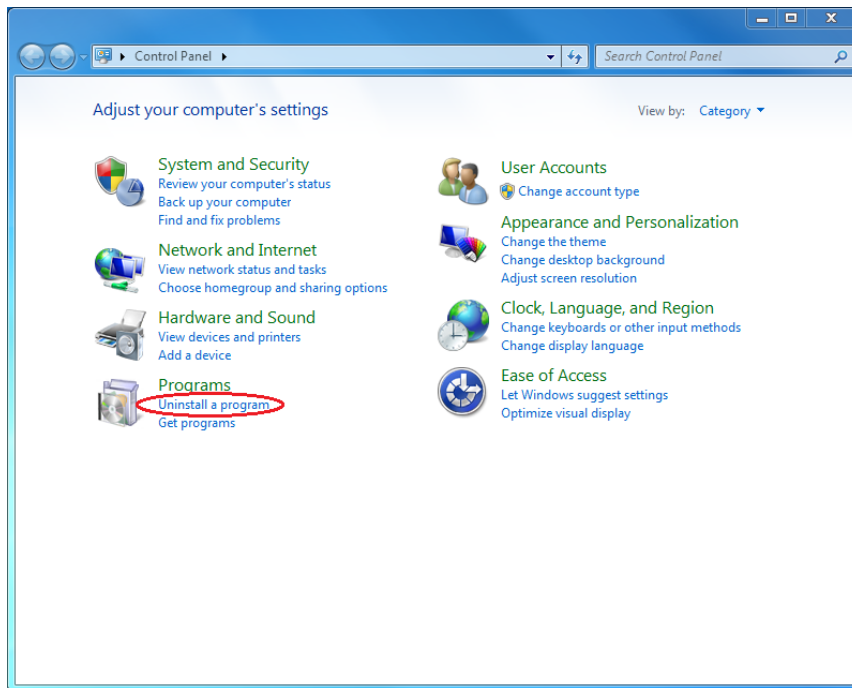 Control Panel
Search Control Panel
Adjust your computer's settings
View by: Category
System and Security
Review your computer's status
Back up your computer
Find and fix problems
Network and Internet
View network status and tasks
Choose homegroup and sharing options
Hardware and Sound
View devices and printers
Add a device
Programs
Uninstall a program
Get programs
User Accounts
Change account type
Appearance and Personalization
Change the theme
Change desktop background
Adjust screen resolution
Clock, Language, and Region
Change keyboards or other input methods
Change display language
Ease of Access
Let Windows suggest settings
Optimize visual display